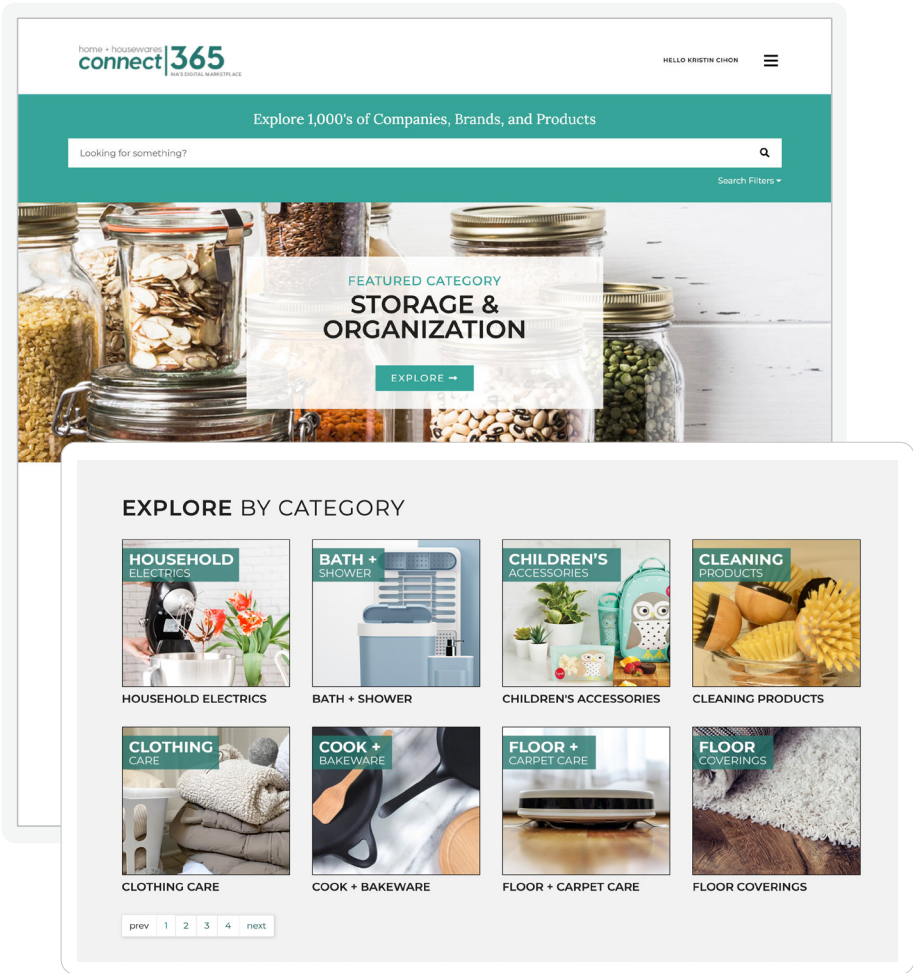 home + housewares
connect|365
IHA'S DIGITAL MARKETPLACE
HELLO KRISTIN CIHON
Explore 1,000's of Companies, Brands, and Products
Looking for something?
Search Filters
FEATURED CATEGORY
STORAGE &
ORGANIZATION
EXPLORE →
EXPLORE BY CATEGORY
HOUSEHOLD
ELECTRICS
HOUSEHOLD ELECTRICS
BATH +
SHOWER
BATH + SHOWER
CHILDREN'S
ACCESSORIES
CHILDREN'S ACCESSORIES
CLEANING
PRODUCTS
CLEANING PRODUCTS
CLOTHING
CARE
CLOTHING CARE
COOK +
BAKEWARE
COOK + BAKEWARE
FLOOR +
CARPET CARE
FLOOR + CARPET CARE
FLOOR
COVERINGS
FLOOR COVERINGS
prev 1 2 3 4 next